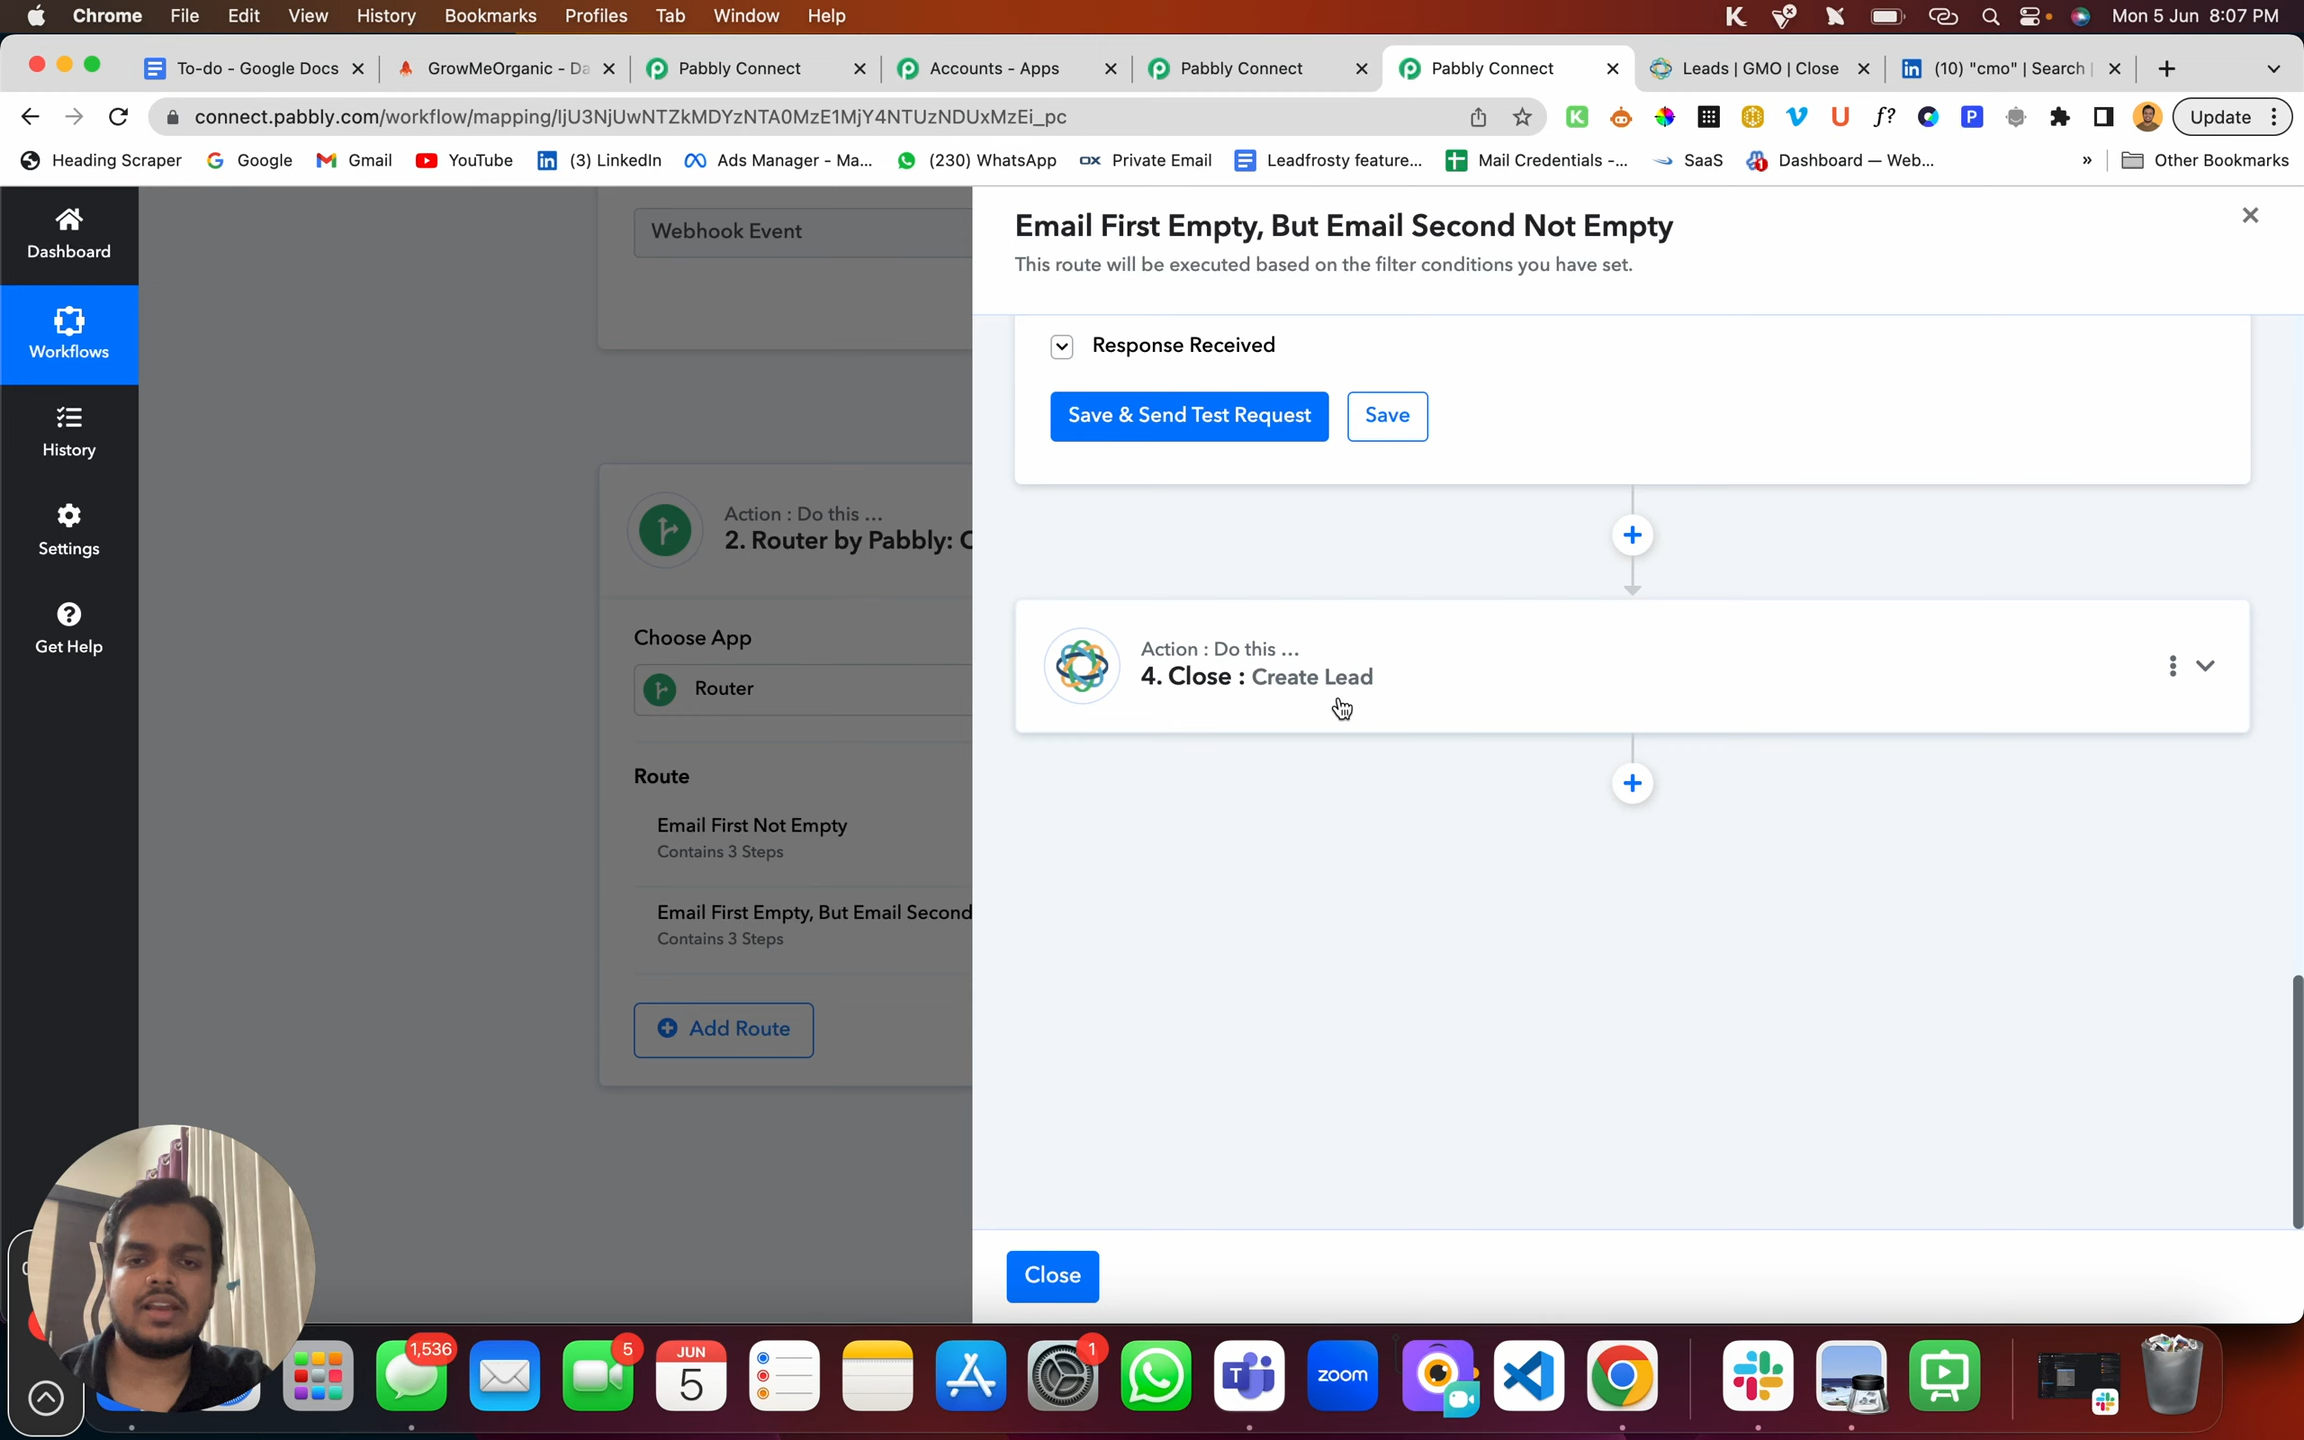 Chrome File Edit View History Bookmarks Profiles Tab Window Help Mon 5 Jun 8:07 PM
To-do - Google Docs GrowMeOrganic - Da Pabbly Connect Accounts - Apps Pabbly Connect Pabbly Connect Leads | GMO | Close (10) "cmo" | Search |
connect.pabbly.com/workflow/mapping/IjU3NjUwNTZkMDYzNTA0MzE1MjY4NTUzNDUxMzEi_pc Update
Heading Scraper Google Gmail YouTube (3) LinkedIn Ads Manager - Ma... (230) WhatsApp Private Email Leadfrosty feature... Mail Credentials -... SaaS Dashboard — Web... » Other Bookmarks
Dashboard
Workflows
History
Settings
Get Help
Webhook Event
Action : Do this ...
2. Router by Pabbly: C
Choose App
Router
Route
Email First Not Empty
Contains 3 Steps
Email First Empty, But Email Second
Contains 3 Steps
Add Route
Email First Empty, But Email Second Not Empty
This route will be executed based on the filter conditions you have set.
Response Received
Save & Send Test Request Save
Action : Do this ...
4. Close : Create Lead
Close
1,536
5
JUN
5
1
zoom